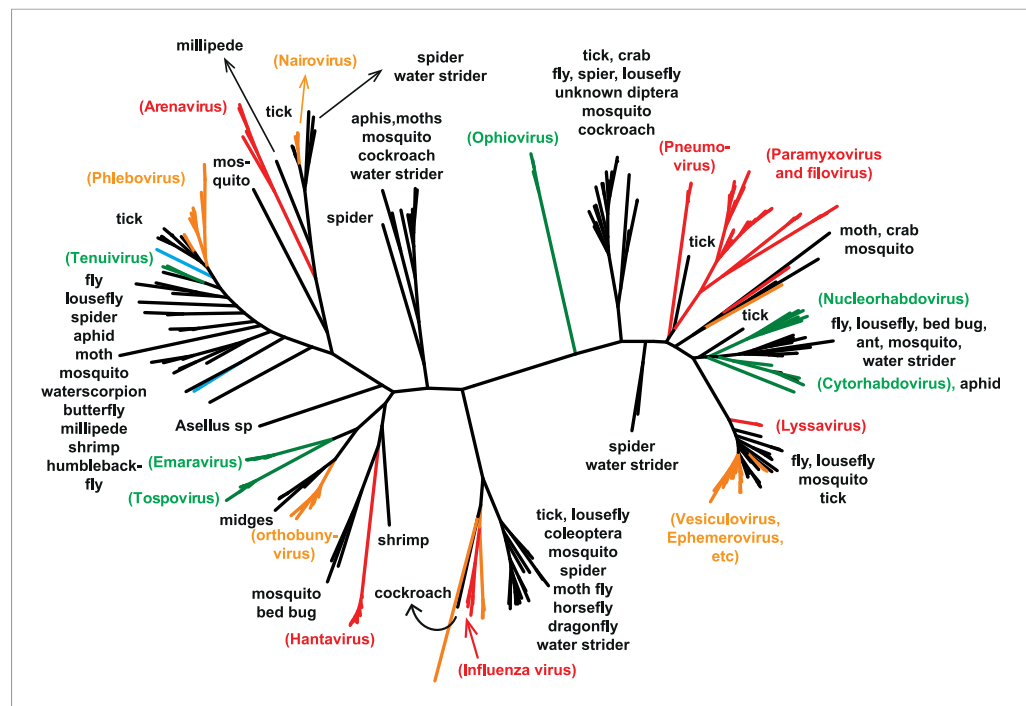 millipede
(Nairovirus)
spider
water strider
(Arenavirus)
tick
aphis,moths
mosquito
cockroach
water strider
mos-
quito
spider
(Phlebovirus)
tick
(Tenuivirus)
fly
lousefly
spider
aphid
moth
mosquito
waterscorpion
butterfly
millipede
shrimp
humbleback-
fly
Asellus sp
(Emaravirus)
(Tospovirus)
midges
(orthobuny-
virus)
mosquito
bed bug
(Hantavirus)
shrimp
cockroach
(Influenza virus)
tick, lousefly
coleoptera
mosquito
spider
moth fly
horsefly
dragonfly
water strider
(Ophiovirus)
tick, crab
fly, spier, lousefly
unknown diptera
mosquito
cockroach
(Pneumo-
virus)
(Paramyxovirus
and filovirus)
tick
moth, crab
mosquito
tick
(Nucleorhabdovirus)
fly, lousefly, bed bug,
ant, mosquito,
water strider
(Cytorhabdovirus), aphid
spider
water strider
(Lyssavirus)
fly, lousefly
mosquito
tick
(Vesiculovirus,
Ephemerovirus,
etc)